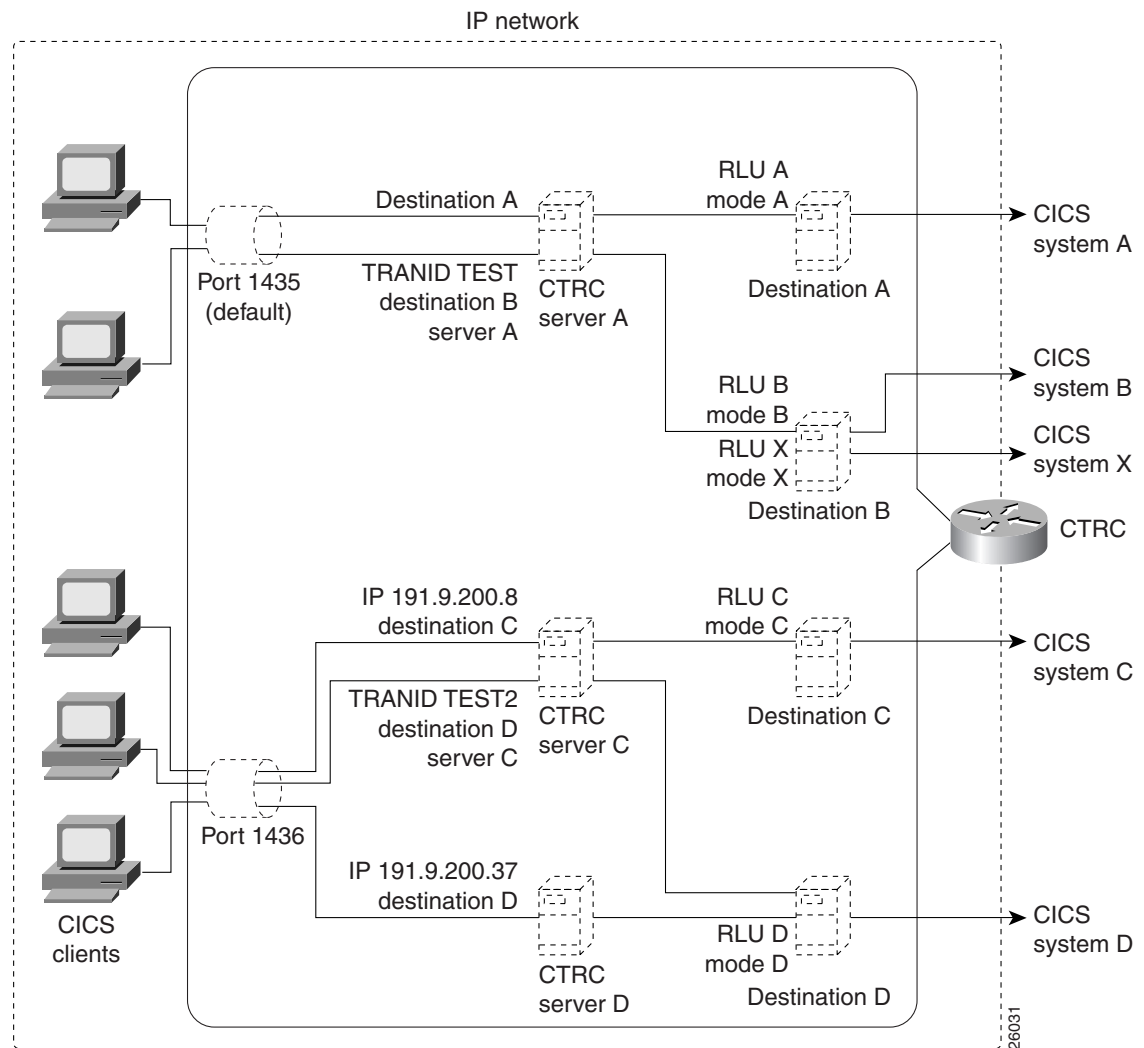 IP network
Destination A
RLU A
mode A
CICS
system A
Port 1435
(default)
TRANID TEST
destination B
server A
CTRC
server A
Destination A
RLU B
mode B
RLU X
mode X
Destination B
CICS
system B
CICS
system X
CTRC
IP 191.9.200.8
destination C
RLU C
mode C
CICS
system C
TRANID TEST2
destination D
server C
CTRC
server C
Destination C
Port 1436
IP 191.9.200.37
destination D
CICS
clients
CTRC
server D
RLU D
mode D
Destination D
CICS
system D
26031